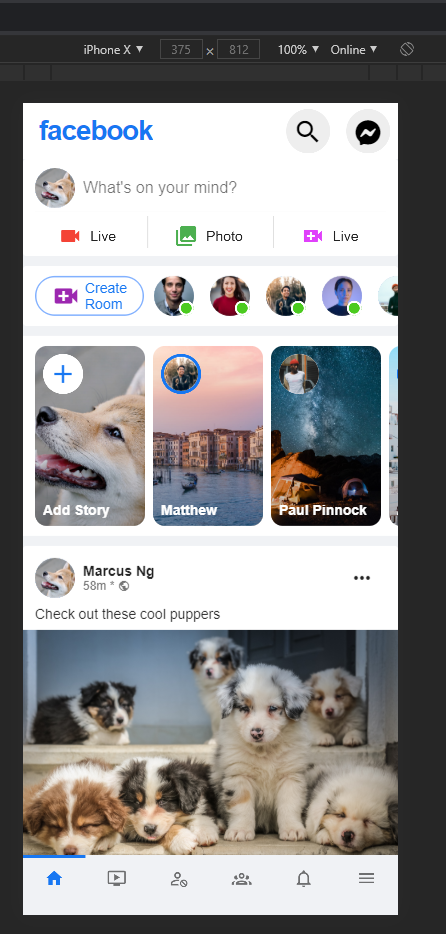 iPhone X ▼ 375 × 812 100% ▼ Online ▼
facebook
What's on your mind?
Live Photo Live
Create
Room
Add Story Matthew Paul Pinnock
Marcus Ng
58m *
Check out these cool puppers